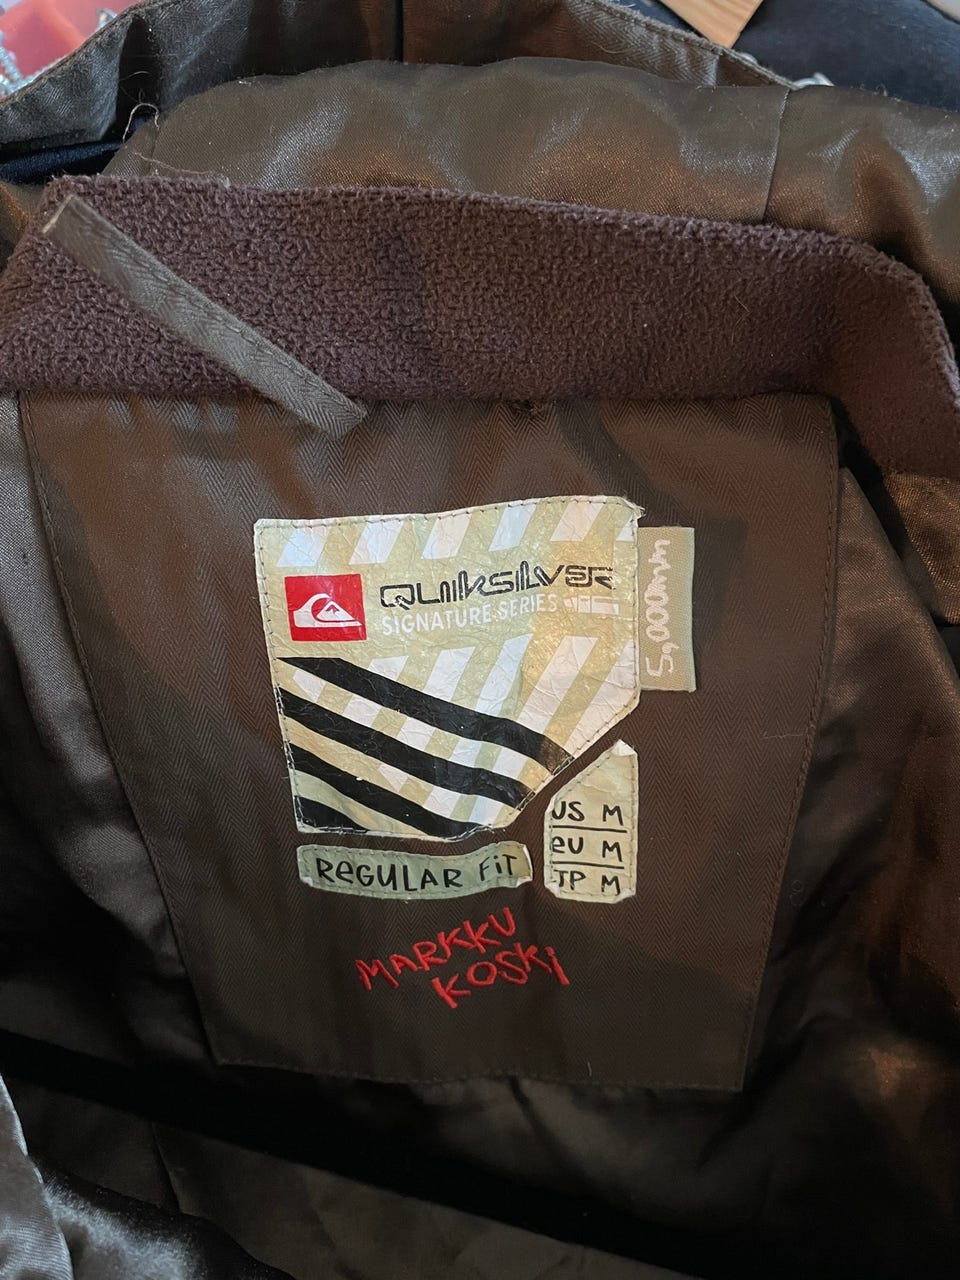 QUIKSILVER
SIGNATURE SERIES
5,000mm
US M
EU M
JP M
REGULAR FiT
MARKKU
KOSKi